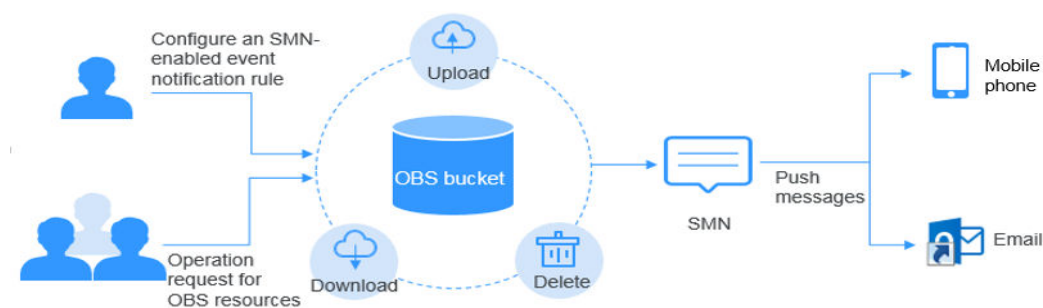 Configure an SMN-
enabled event
notification rule
Upload
Mobile
phone
OBS bucket
Push
messages
SMN
Operation
request for
OBS resources
Download
Delete
Email